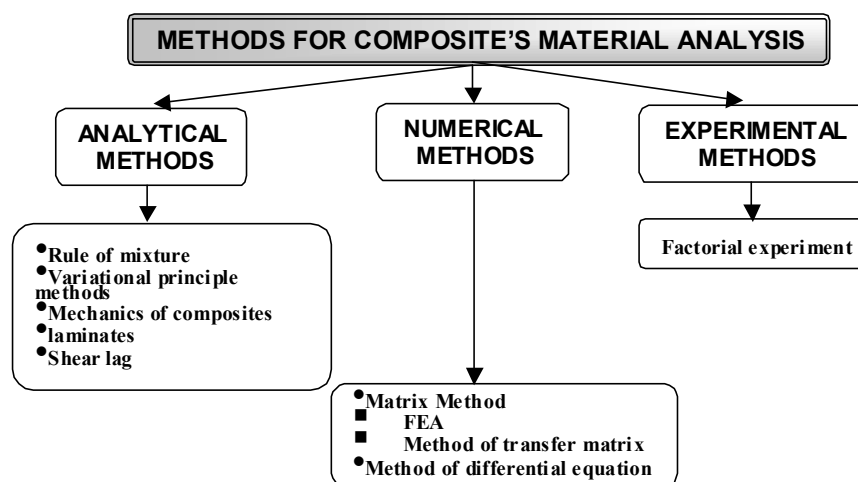 METHODS FOR COMPOSITE'S MATERIAL ANALYSIS
ANALYTICAL
METHODS
NUMERICAL
METHODS
EXPERIMENTAL
METHODS
●Rule of mixture
●Variational principle
methods
●Mechanics of composites
●laminates
●Shear lag
Factorial experiment
●Matrix Method
■ FEA
■ Method of transfer matrix
●Method of differential equation